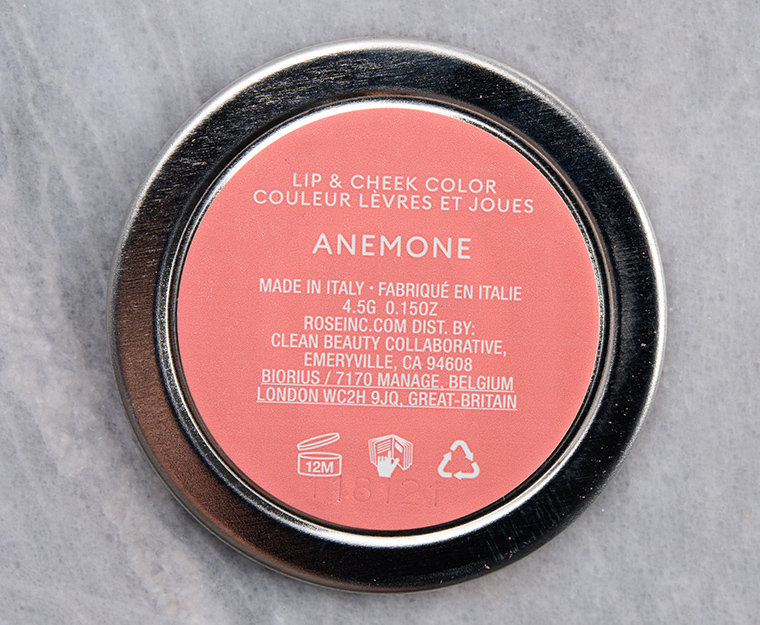 LIP & CHEEK COLOR
COULEUR LÈVRES ET JOUES
ANEMONE
MADE IN ITALY • FABRIQUÉ EN ITALIE
4.5G 0.15OZ
ROSEINC.COM DIST. BY:
CLEAN BEAUTY COLLABORATIVE,
EMERYVILLE, CA 94608
BIORIUS / 7170 MANAGE, BELGIUM
LONDON WC2H 9JQ, GREAT-BRITAIN
12M
118121